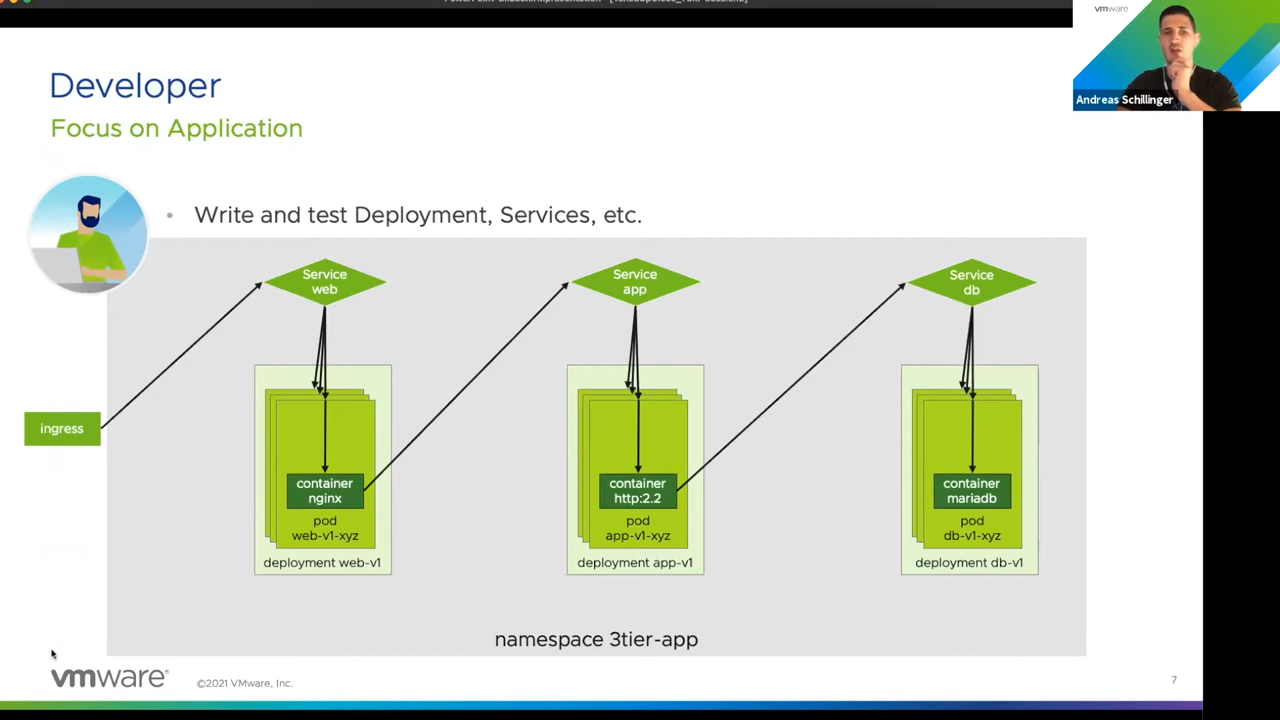 vmware
Andreas Schillinger
Developer
Focus on Application
• Write and test Deployment, Services, etc.
Service
web
Service
app
Service
db
ingress
container
nginx
pod
web-v1-xyz
deployment web-v1
container
http:2.2
pod
app-v1-xyz
deployment app-v1
container
mariadb
pod
db-v1-xyz
deployment db-v1
namespace 3tier-app
vmware®
©2021 VMware, Inc.
7